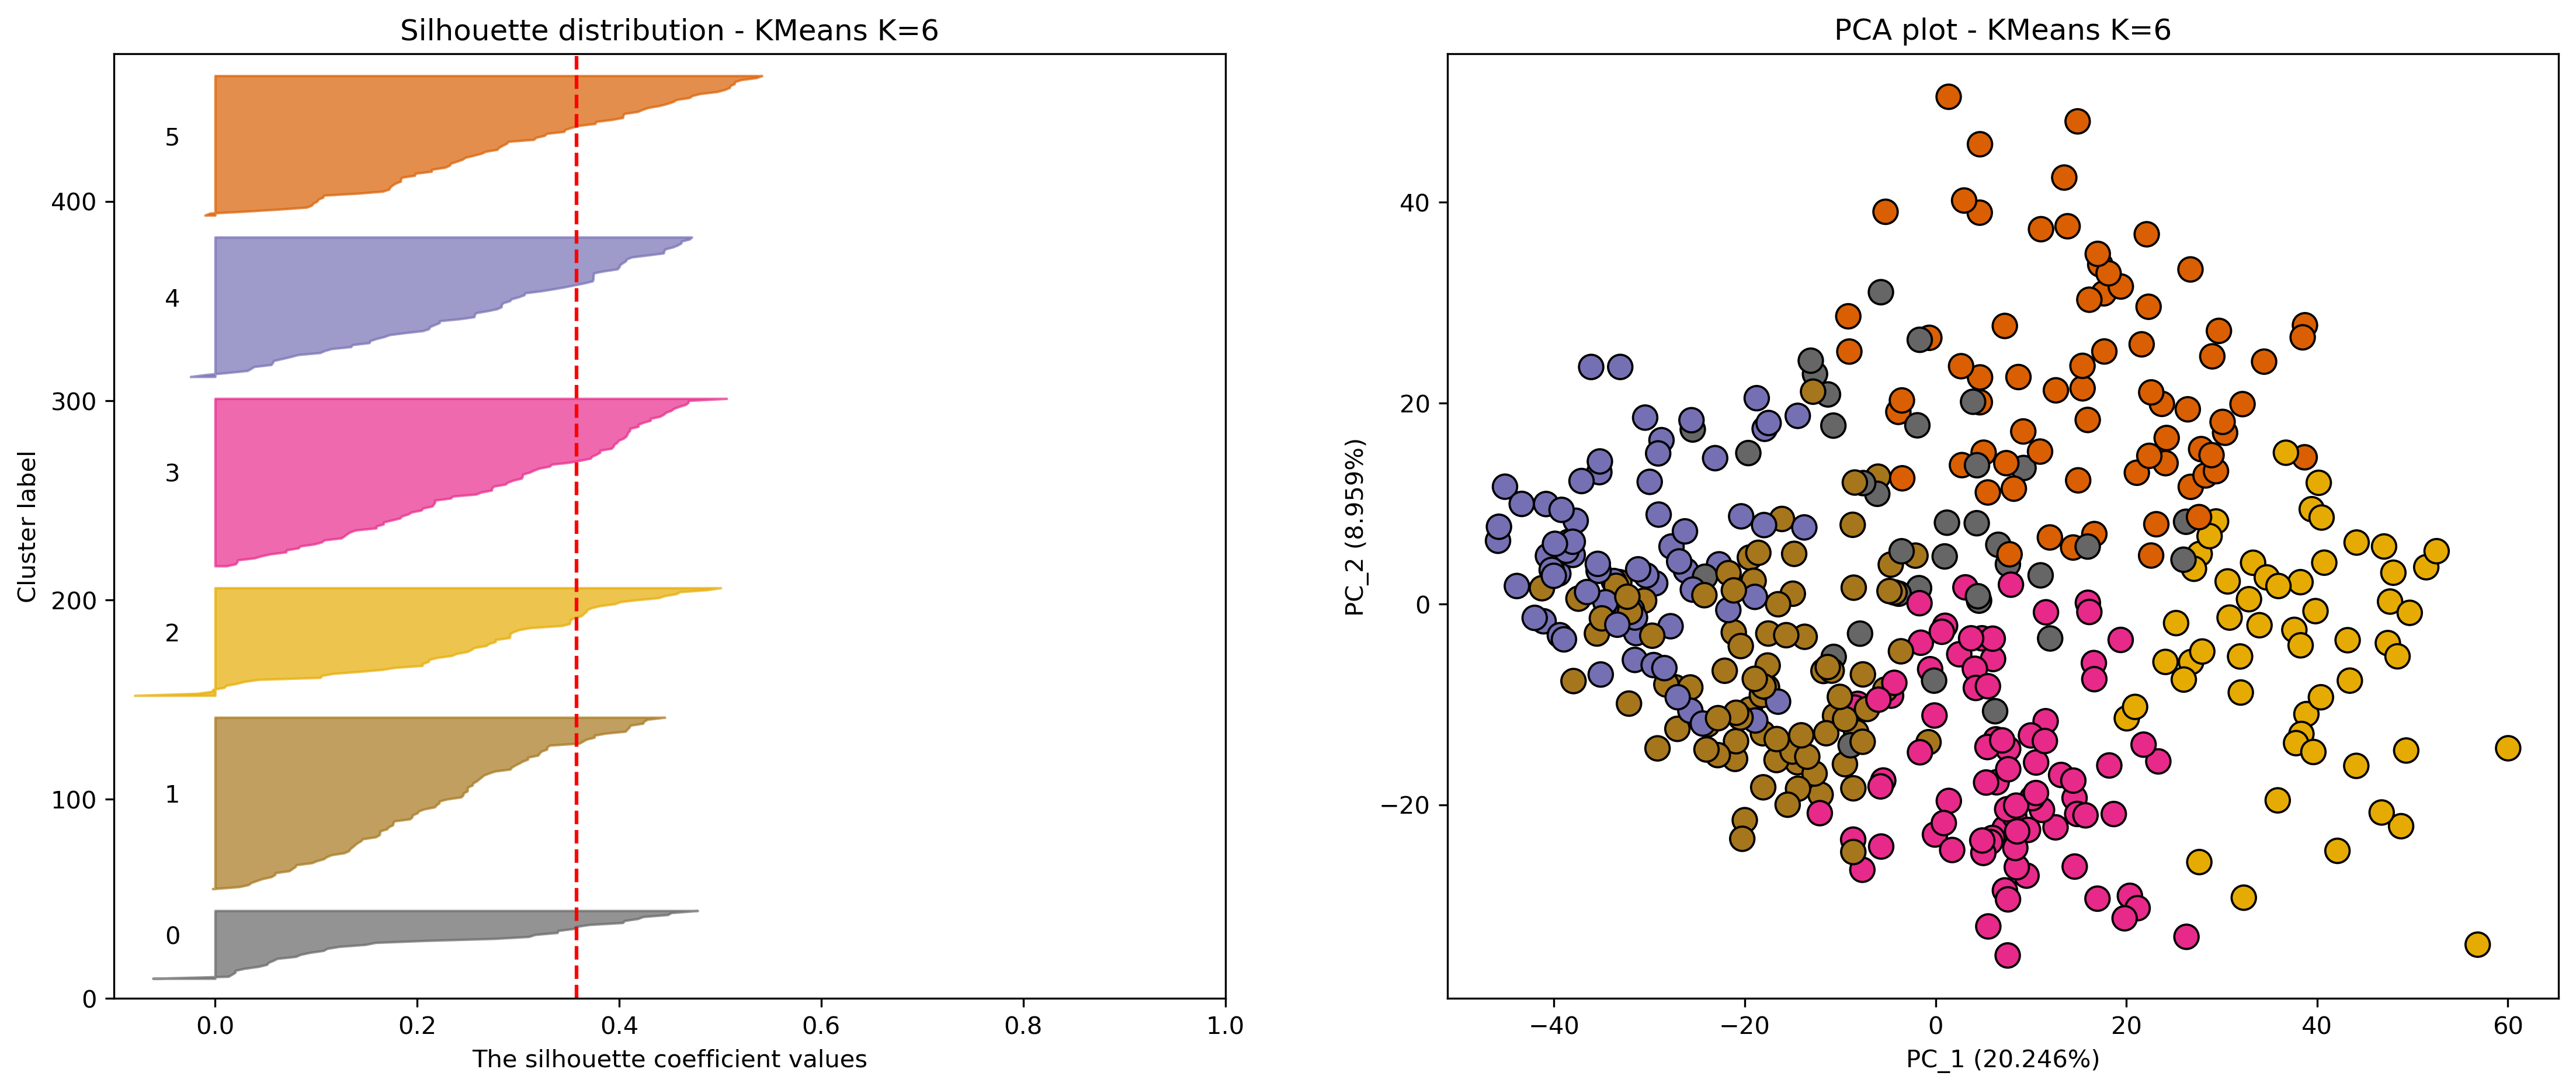 Silhouette distribution - KMeans K=6
5
4
3
2
1
0
400
300
200
100
0
Cluster label
0.0 0.2 0.4 0.6 0.8 1.0
The silhouette coefficient values
PCA plot - KMeans K=6
40
20
0
−20
PC_2 (8.959%)
−40 −20 0 20 40 60
PC_1 (20.246%)